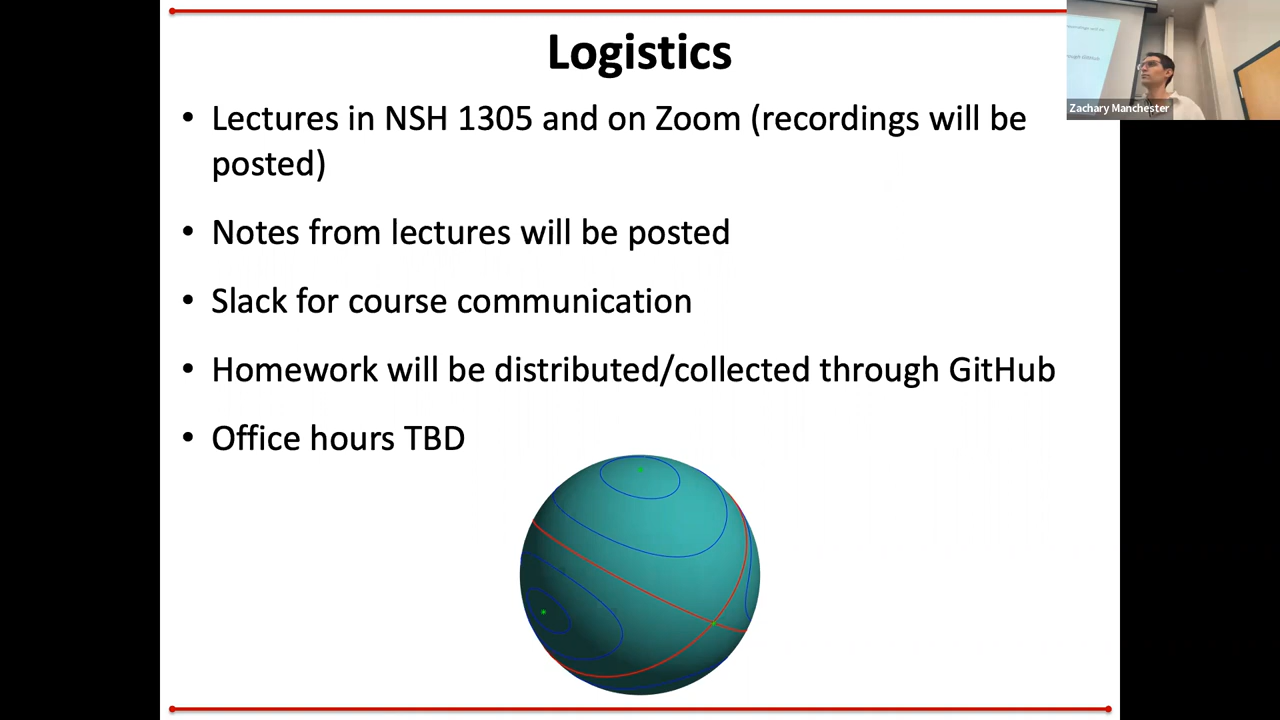 Logistics
• Lectures in NSH 1305 and on Zoom (recordings will be
posted)
• Notes from lectures will be posted
• Slack for course communication
• Homework will be distributed/collected through GitHub
• Office hours TBD
Zachary Manchester